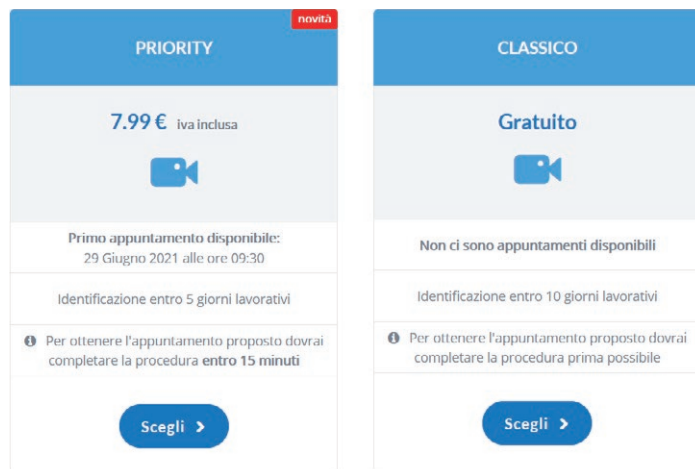 novità
PRIORITY
7.99 € iva inclusa
Primo appuntamento disponibile:
29 Giugno 2021 alle ore 09:30
Identificazione entro 5 giorni lavorativi
Per ottenere l'appuntamento proposto dovrai
completare la procedura entro 15 minuti
Scegli
CLASSICO
Gratuito
Non ci sono appuntamenti disponibili
Identificazione entro 10 giorni lavorativi
Per ottenere l'appuntamento proposto dovrai
completare la procedura prima possibile
Scegli